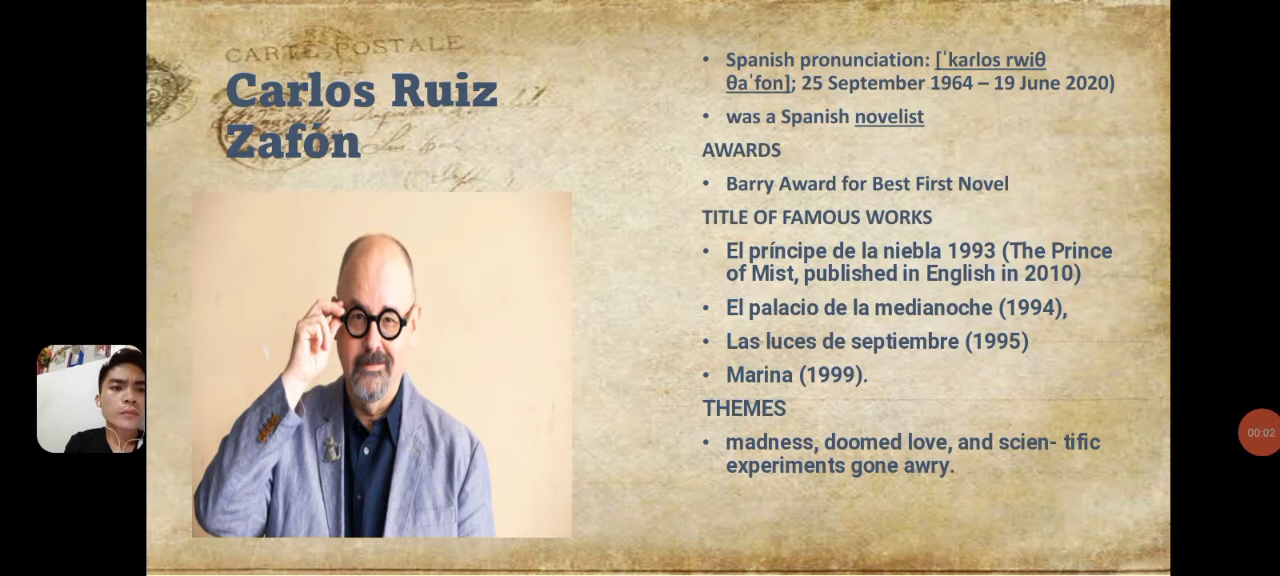 CARTE POSTALE
Carlos Ruiz
Zafón
• Spanish pronunciation: [ˈkaɾlos rwiθ
θaˈfon]; 25 September 1964 – 19 June 2020)
• was a Spanish novelist
AWARDS
• Barry Award for Best First Novel
TITLE OF FAMOUS WORKS
• El príncipe de la niebla 1993 (The Prince
of Mist, published in English in 2010)
• El palacio de la medianoche (1994),
• Las luces de septiembre (1995)
• Marina (1999).
THEMES
• madness, doomed love, and scien- tific
experiments gone awry.
00:02